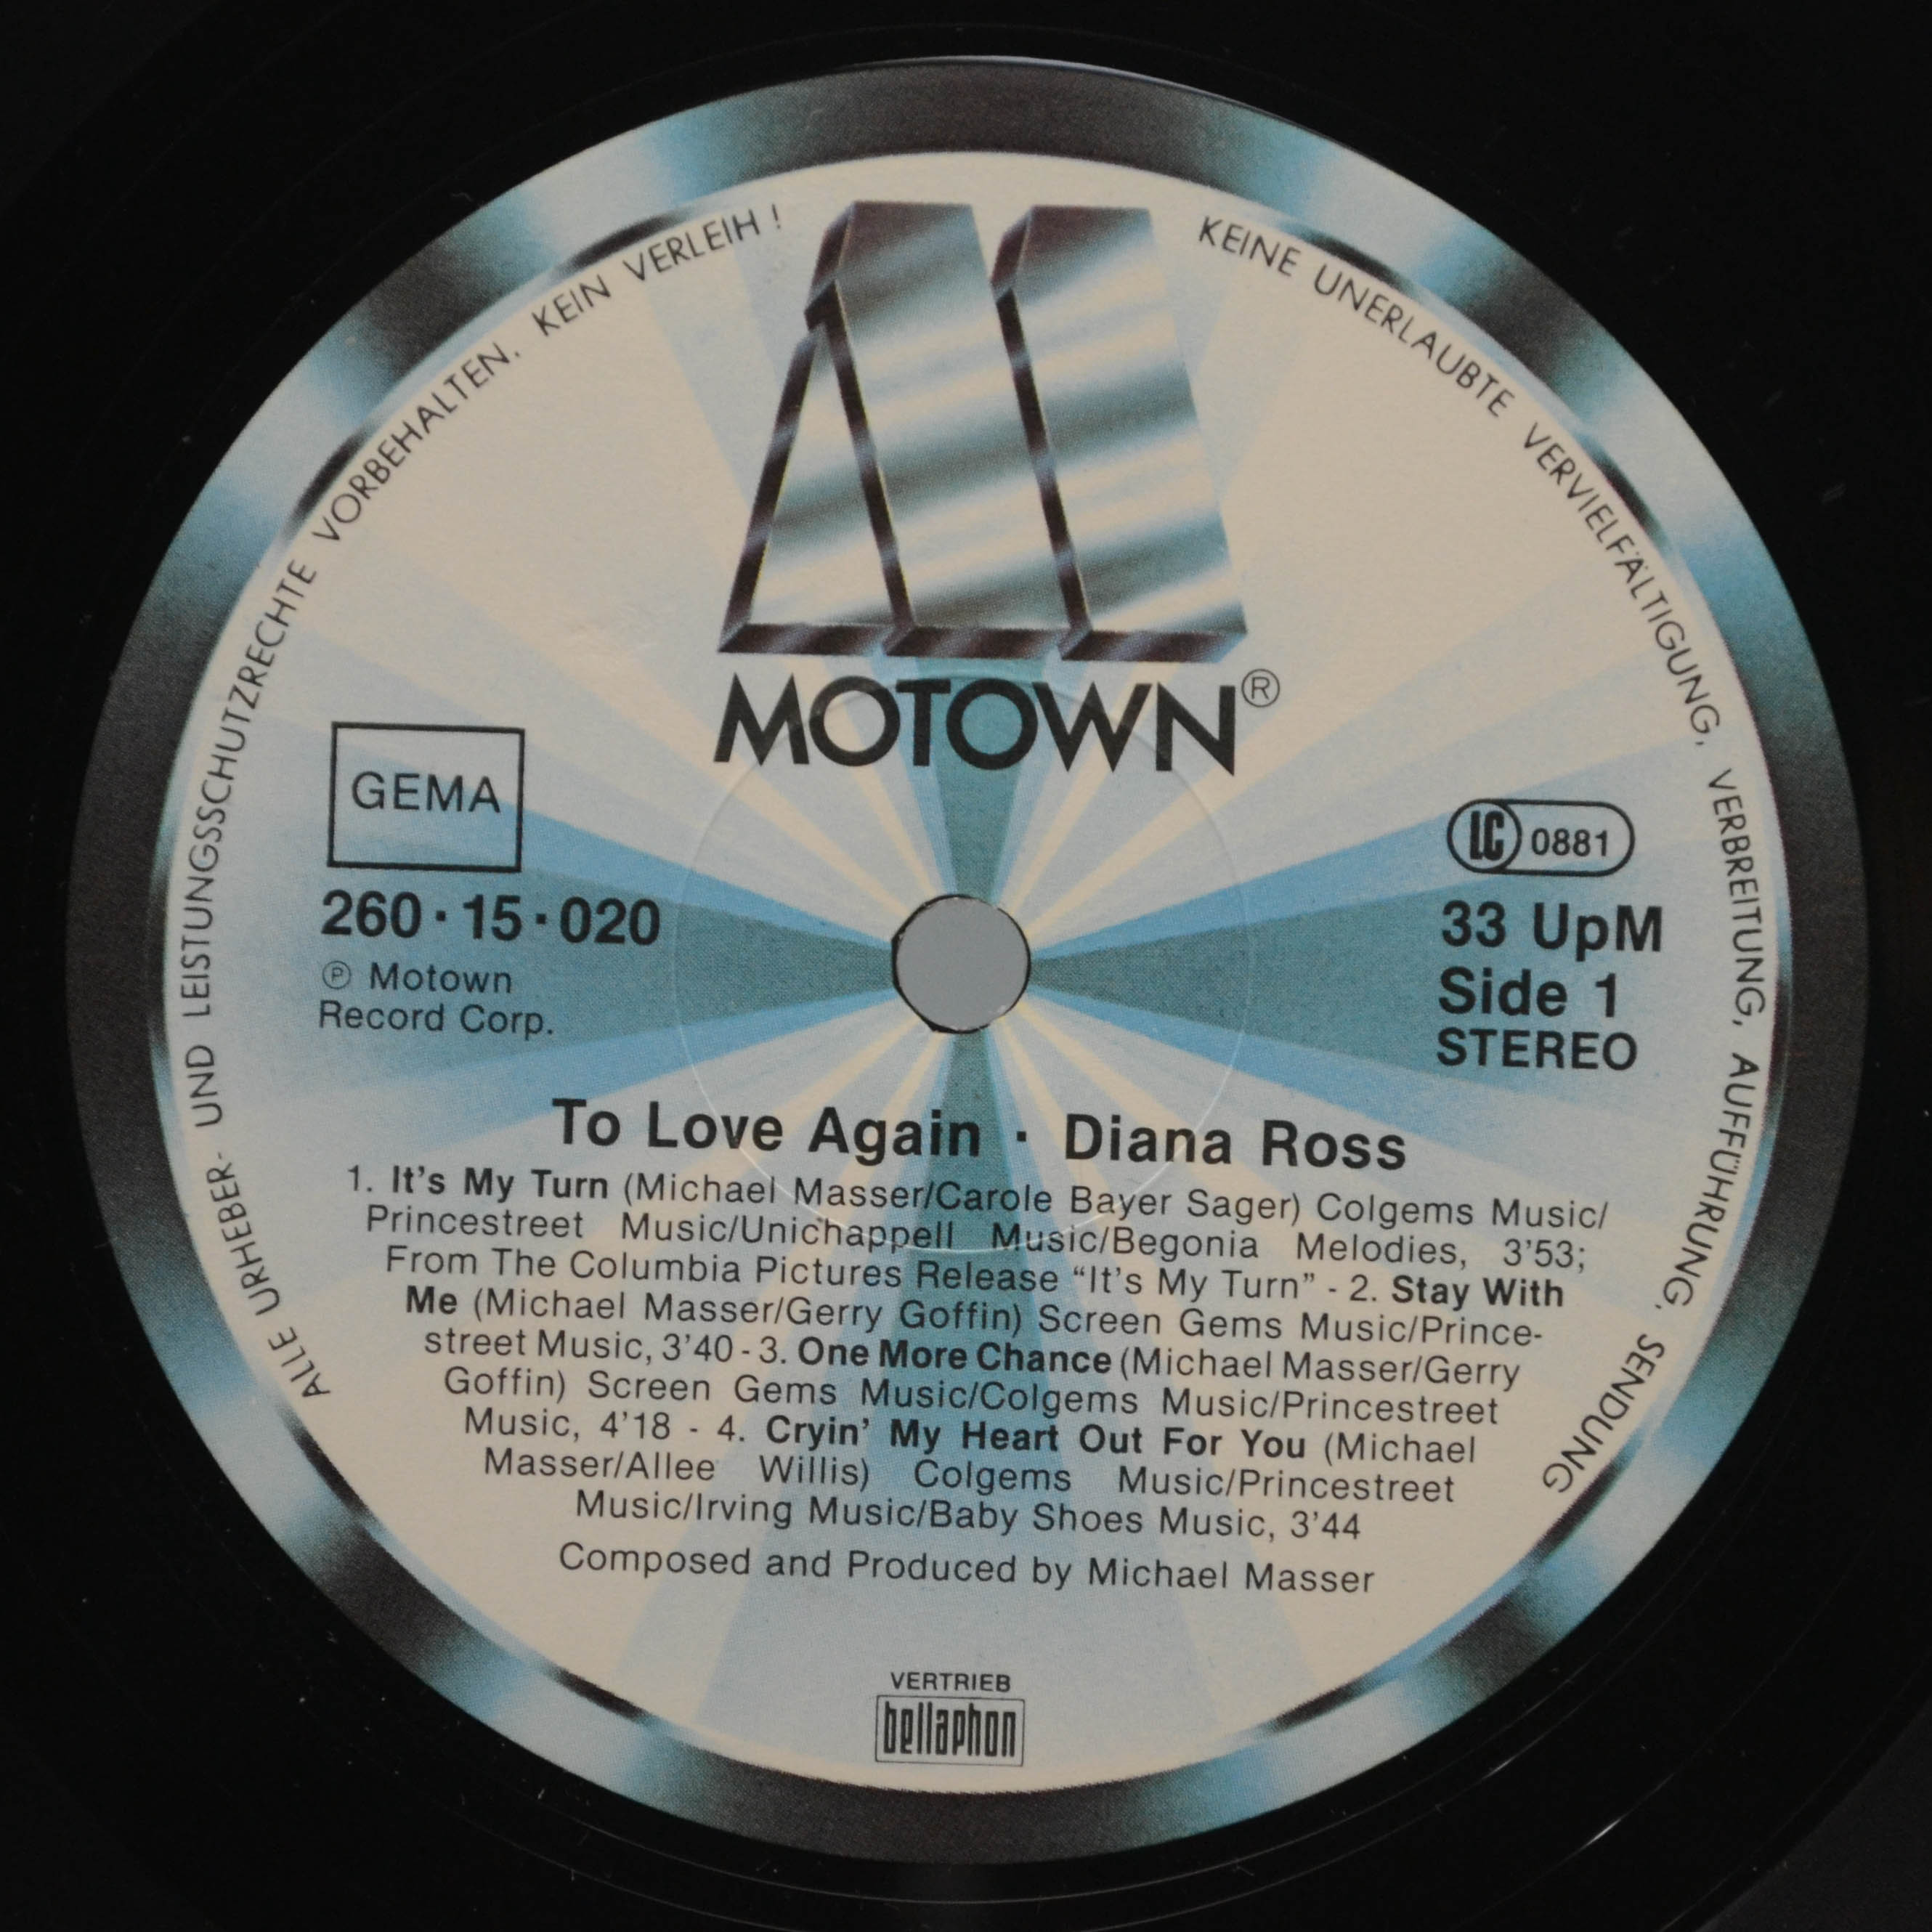 ALLE URHEBER- UND LEISTUNGSSCHUTZRECHTE VORBEHALTEN. KEIN VERLEIH !
KEINE UNERLAUBTE VERVIELFÄLTIGUNG, VERBREITUNG, AUFFÜHRUNG, SENDUNG
MOTOWN®
GEMA
260·15·020
℗ Motown
Record Corp.
LC 0881
33 UpM
Side 1
STEREO
To Love Again · Diana Ross
1. It's My Turn (Michael Masser/Carole Bayer Sager) Colgems Music/
Princestreet Music/Unichappell Music/Begonia Melodies, 3'53;
From The Columbia Pictures Release “It's My Turn” - 2. Stay With
Me (Michael Masser/Gerry Goffin) Screen Gems Music/Prince-
street Music, 3'40 - 3. One More Chance (Michael Masser/Gerry
Goffin) Screen Gems Music/Colgems Music/Princestreet
Music, 4'18 - 4. Cryin' My Heart Out For You (Michael
Masser/Allee Willis) Colgems Music/Princestreet
Music/Irving Music/Baby Shoes Music, 3'44
Composed and Produced by Michael Masser
VERTRIEB
bellaphon